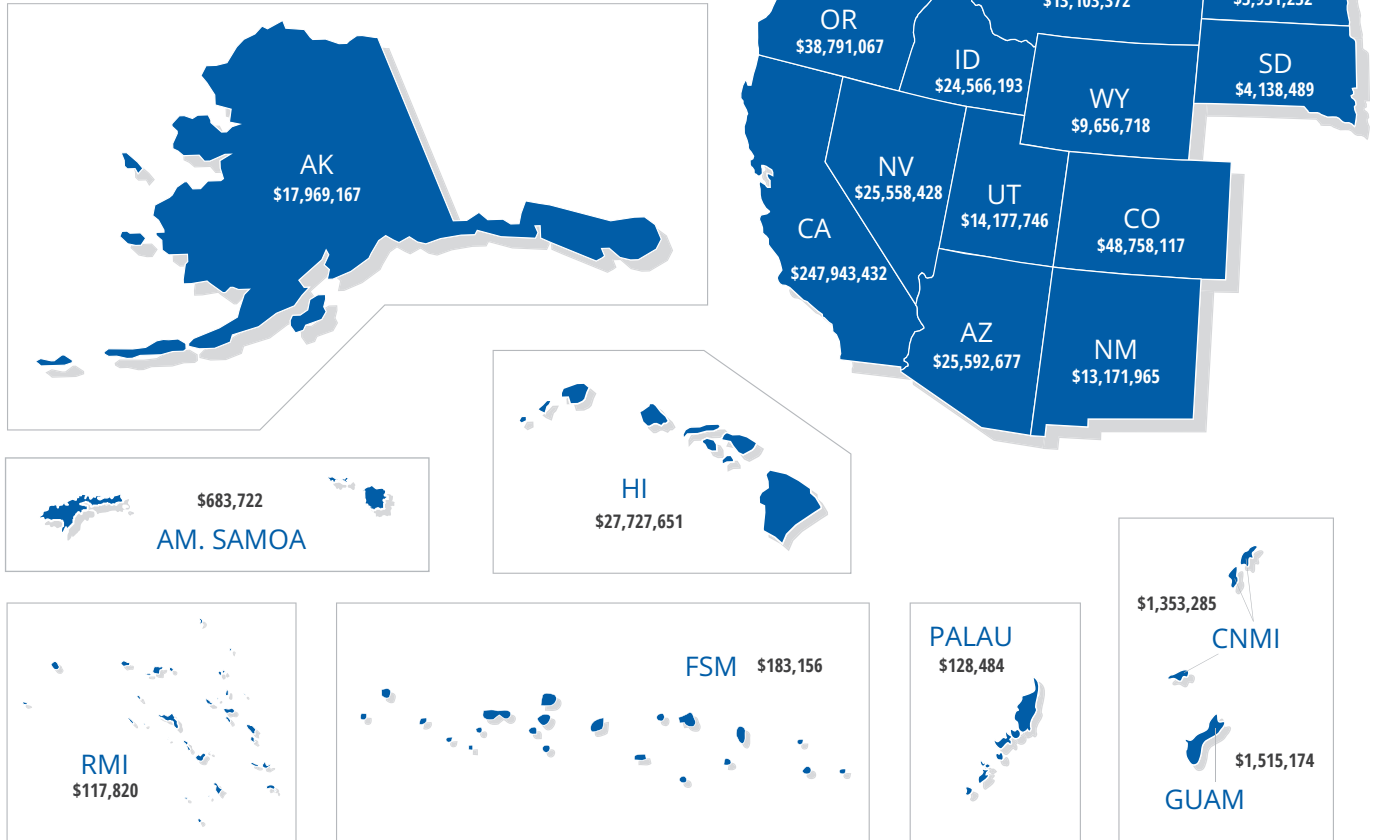 $13,103,372
OR
$38,791,067
ID
$24,566,193
SD
$4,138,489
WY
$9,656,718
AK
$17,969,167
NV
$25,558,428
UT
$14,177,746
CO
$48,758,117
CA
$247,943,432
AZ
$25,592,677
NM
$13,171,965
HI
$27,727,651
$683,722
AM. SAMOA
$1,353,285
CNMI
PALAU
$128,484
FSM $183,156
RMI
$117,820
$1,515,174
GUAM